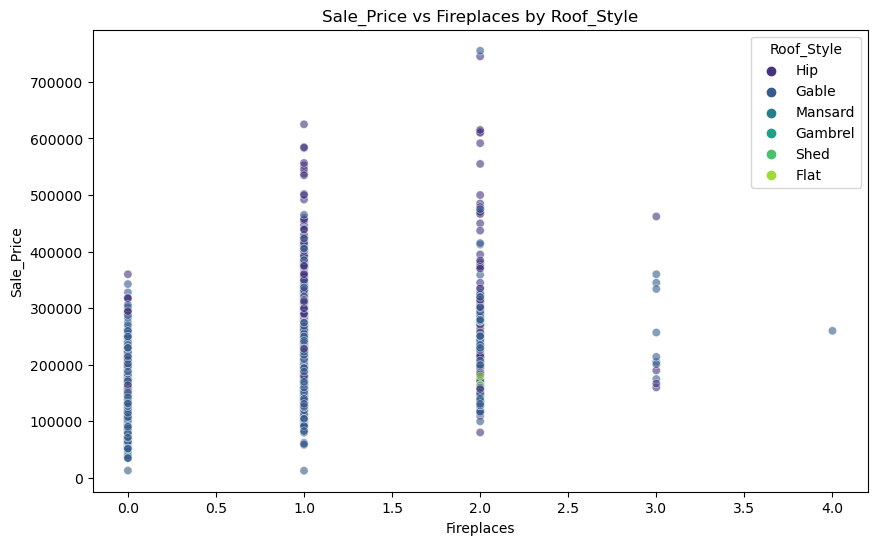 Sale_Price vs Fireplaces by Roof_Style
Roof_Style
Hip
Gable
Mansard
Gambrel
Shed
Flat
Sale_Price
700000
600000
500000
400000
300000
200000
100000
0
0.0 0.5 1.0 1.5 2.0 2.5 3.0 3.5 4.0
Fireplaces